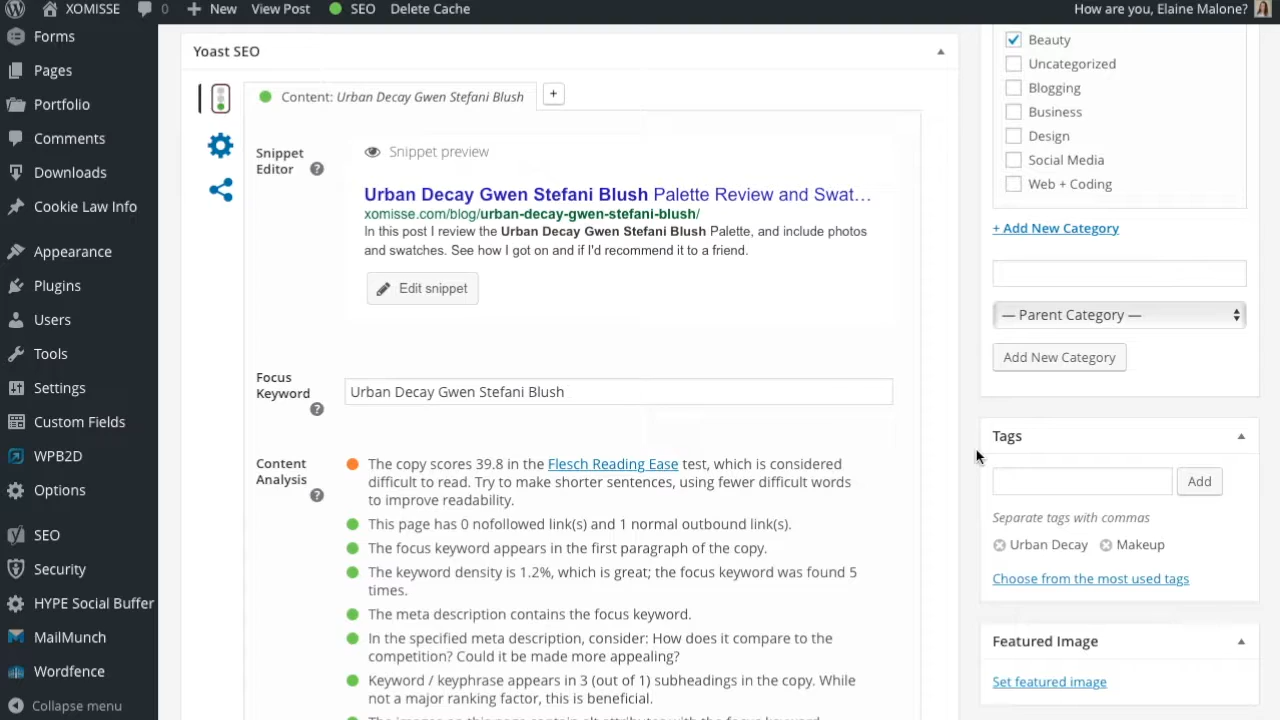 XOMISSE 0 New View Post SEO Delete Cache How are you, Elaine Malone?
Forms
Pages
Portfolio
Comments
Downloads
Cookie Law Info
Appearance
Plugins
Users
Tools
Settings
Custom Fields
WPB2D
Options
SEO
Security
HYPE Social Buffer
MailMunch
Wordfence
Collapse menu
Yoast SEO
Content: Urban Decay Gwen Stefani Blush +
Snippet
Editor ?
Snippet preview
Urban Decay Gwen Stefani Blush Palette Review and Swat…
xomisse.com/blog/urban-decay-gwen-stefani-blush/
In this post I review the Urban Decay Gwen Stefani Blush Palette, and include photos
and swatches. See how I got on and if I'd recommend it to a friend.
Edit snippet
Focus
Keyword
?
Urban Decay Gwen Stefani Blush
Content
Analysis
?
The copy scores 39.8 in the Flesch Reading Ease test, which is considered
difficult to read. Try to make shorter sentences, using fewer difficult words
to improve readability.
This page has 0 nofollowed link(s) and 1 normal outbound link(s).
The focus keyword appears in the first paragraph of the copy.
The keyword density is 1.2%, which is great; the focus keyword was found 5
times.
The meta description contains the focus keyword.
In the specified meta description, consider: How does it compare to the
competition? Could it be made more appealing?
Keyword / keyphrase appears in 3 (out of 1) subheadings in the copy. While
not a major ranking factor, this is beneficial.
The images on this page contain alt attributes with the focus keyword.
Beauty
Uncategorized
Blogging
Business
Design
Social Media
Web + Coding
+ Add New Category
— Parent Category —
Add New Category
Tags
Add
Separate tags with commas
Urban Decay Makeup
Choose from the most used tags
Featured Image
Set featured image